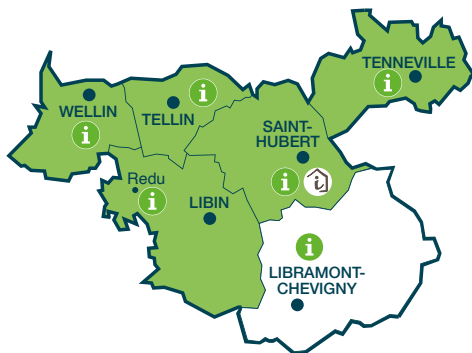 TENNEVILLE
i
WELLIN
i
TELLIN
i
SAINT-
HUBERT
i
i
Redu
i
LIBIN
i
LIBRAMONT-
CHEVIGNY